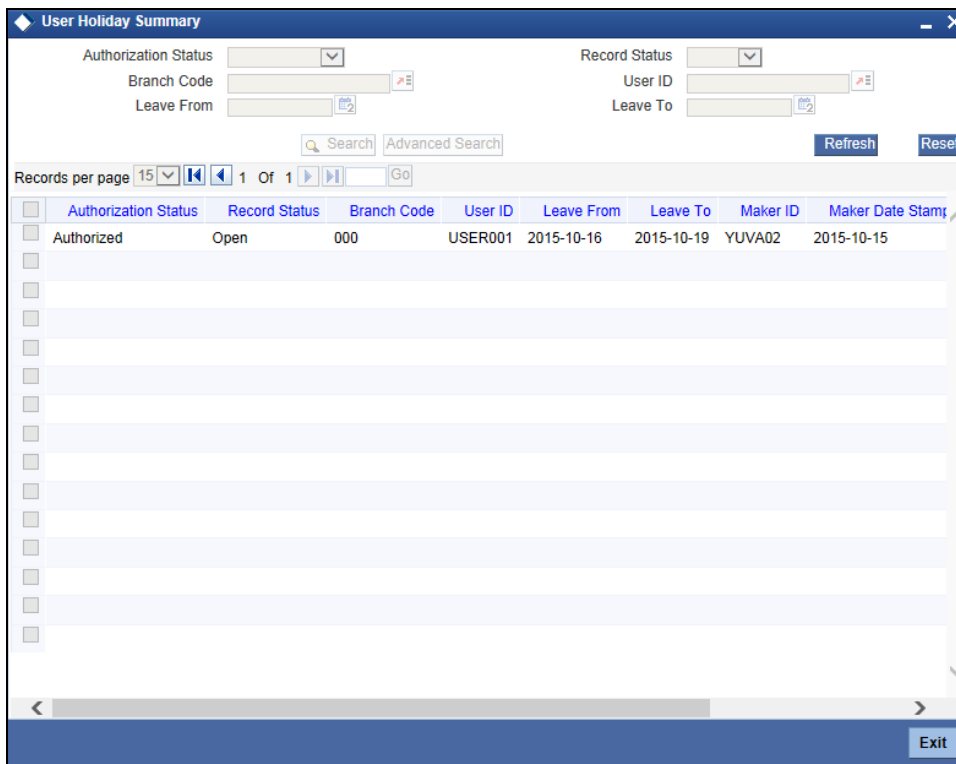 User Holiday Summary
Authorization Status Record Status
Branch Code User ID
Leave From Leave To
Search Advanced Search Refresh Reset
Records per page 15 1 Of 1 Go
Authorization Status Record Status Branch Code User ID Leave From Leave To Maker ID Maker Date Stamp
Authorized Open 000 USER001 2015-10-16 2015-10-19 YUVA02 2015-10-15
Exit